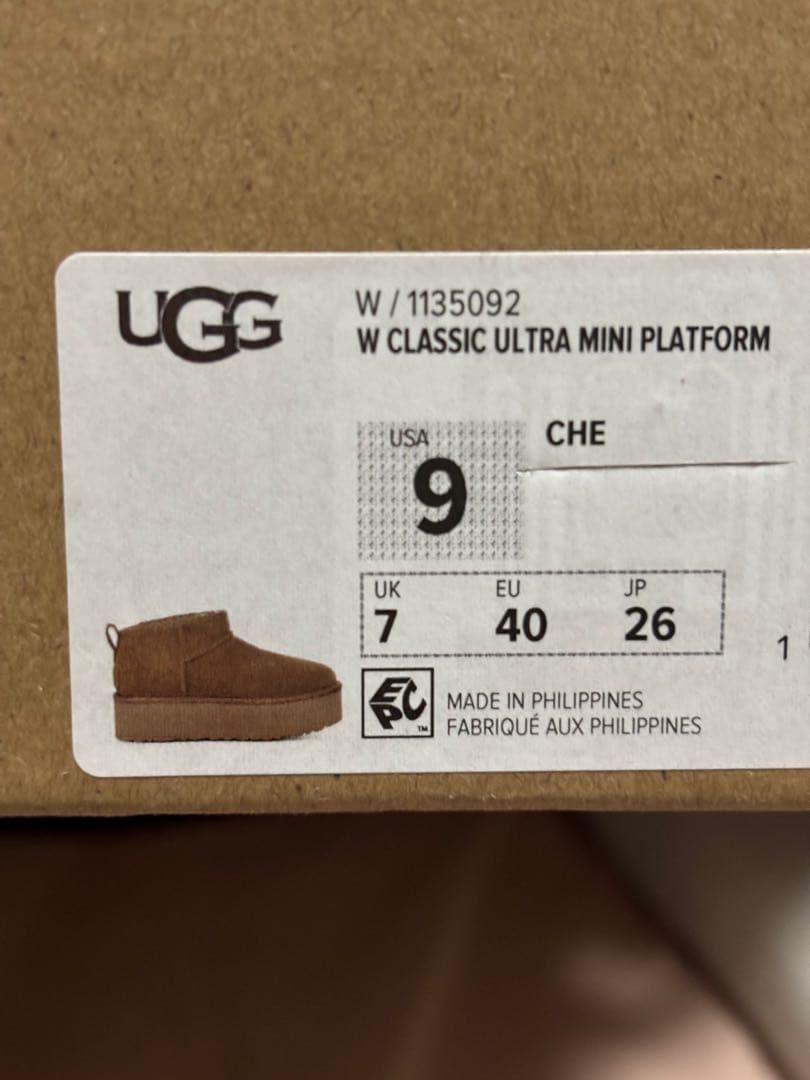 UGG
W / 1135092
W CLASSIC ULTRA MINI PLATFORM
USA
9
CHE
UK EU JP
7 40 26
1
EPC™
MADE IN PHILIPPINES
FABRIQUÉ AUX PHILIPPINES